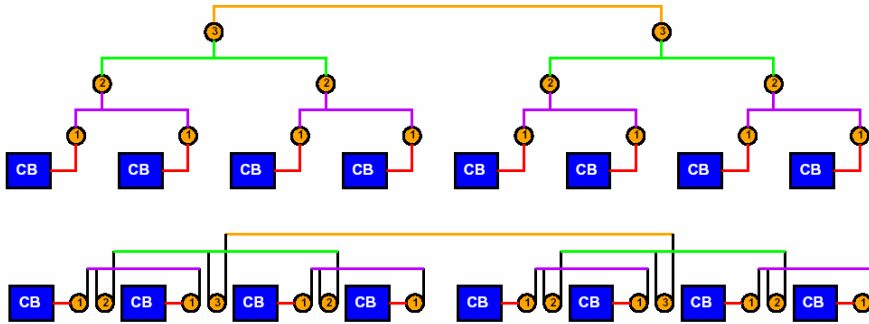 3 3
2 2 2 2
1 1 1 1 1 1 1 1
CB CB CB CB CB CB CB CB
CB 1 2 CB 1 3 CB 1 2 CB 1 CB 1 2 CB 1 3 CB 1 2 CB 1